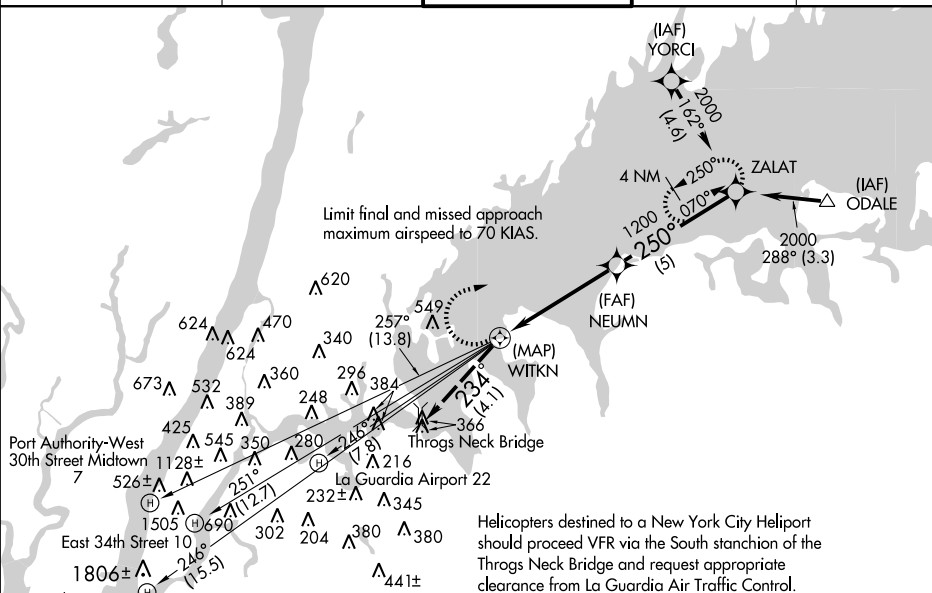 (IAF)
YORCI
2000
162°
(4.6)
ZALAT
250°
4 NM
070°
(IAF)
ODALE
2000
288° (3.3)
1200
250°
(5)
Limit final and missed approach
maximum airspeed to 70 KIAS.
(FAF)
NEUMN
620
549
257°
(13.8)
624
624
470
340
(MAP)
WITKN
673
532
360
296
384
248
389
234°
(4.1)
366
Throgs Neck Bridge
425
545
350
280
246°
(7.8)
216
Port Authority-West
30th Street Midtown
7
1128±
526±
251°
(12.7)
La Guardia Airport 22
232±
345
1505
690
302
204
380
380
East 34th Street 10
246°
(15.5)
1806±
441±
Helicopters destined to a New York City Heliport
should proceed VFR via the South stanchion of the
Throgs Neck Bridge and request appropriate
clearance from La Guardia Air Traffic Control.
H
H
H
H